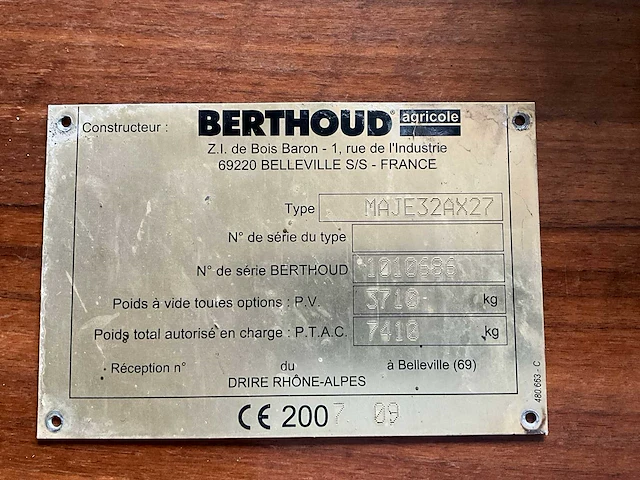 Constructeur : BERTHOUD agricole
Z.I. de Bois Baron - 1, rue de l'Industrie
69220 BELLEVILLE S/S - FRANCE
Type MAJE32AX27
N° de série du type
N° de série BERTHOUD 1010686
Poids à vide toutes options : P.V. 3710 kg
Poids total autorisé en charge : P.T.A.C. 7410 kg
Réception n° du à Belleville (69)
DRIRE RHÔNE-ALPES
CE 2007 09
480 663 - C